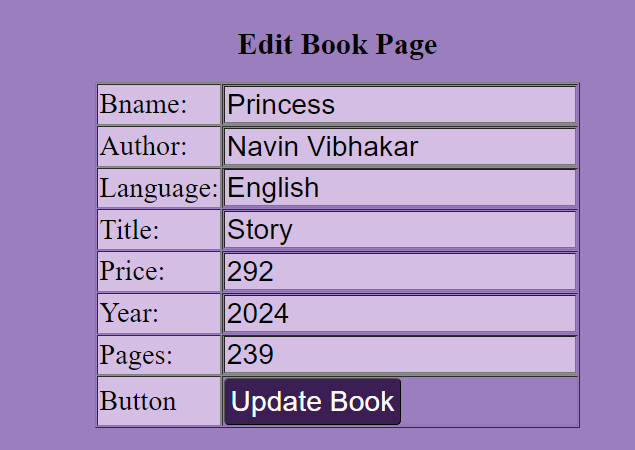 Edit Book Page
Bname: Princess
Author: Navin Vibhakar
Language: English
Title: Story
Price: 292
Year: 2024
Pages: 239
Button Update Book